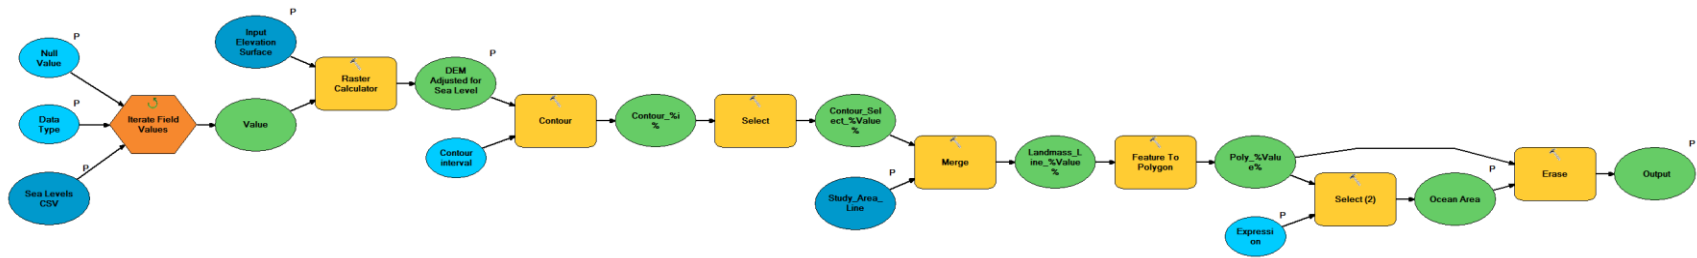 P
Null
Value
P
Data
Type
P
Sea Levels
CSV
Iterate Field
Values
P
Input
Elevation
Surface
Value
Raster
Calculator
P
DEM
Adjusted for
Sea Level
Contour
interval
Contour
Contour_%i
%
Select
Contour_Sel
ect_%Value
%
P
Study_Area_
Line
Merge
Landmass_L
ine_%Value
%
Feature To
Polygon
Poly_%Valu
e%
P
Expressi
on
Select (2)
P
Ocean Area
Erase
P
Output